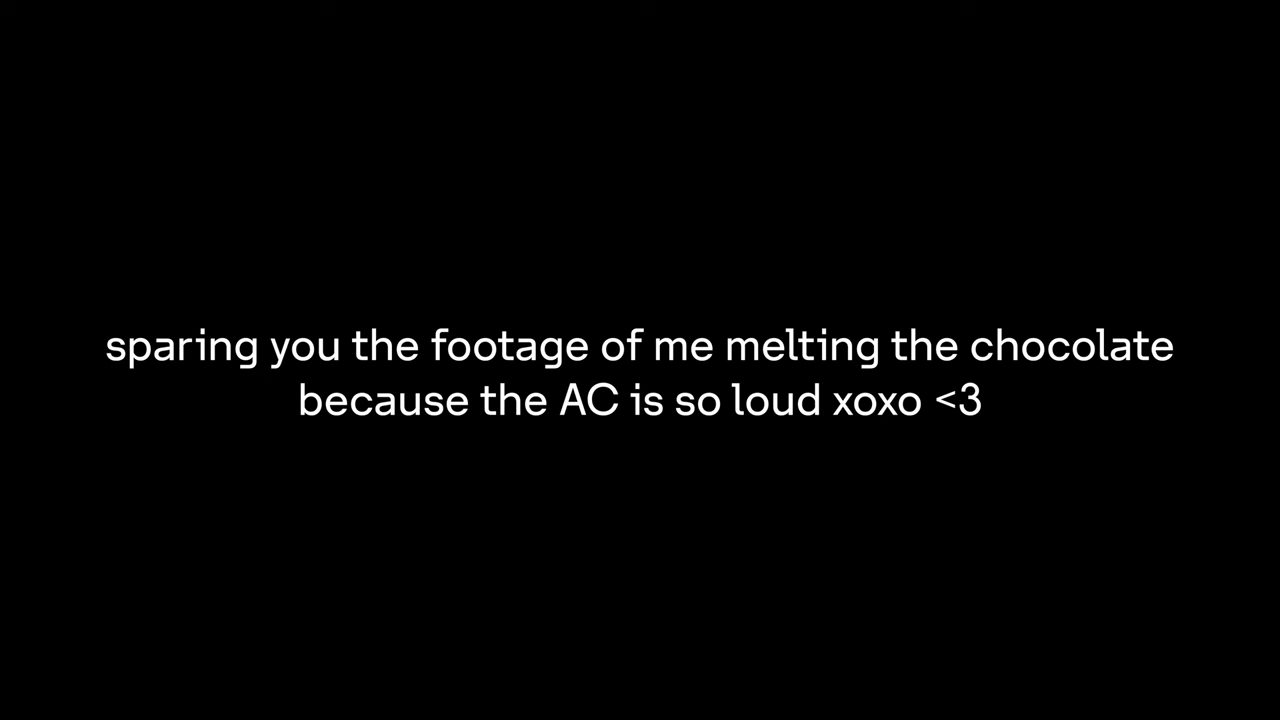 sparing you the footage of me melting the chocolate
because the AC is so loud xoxo <3